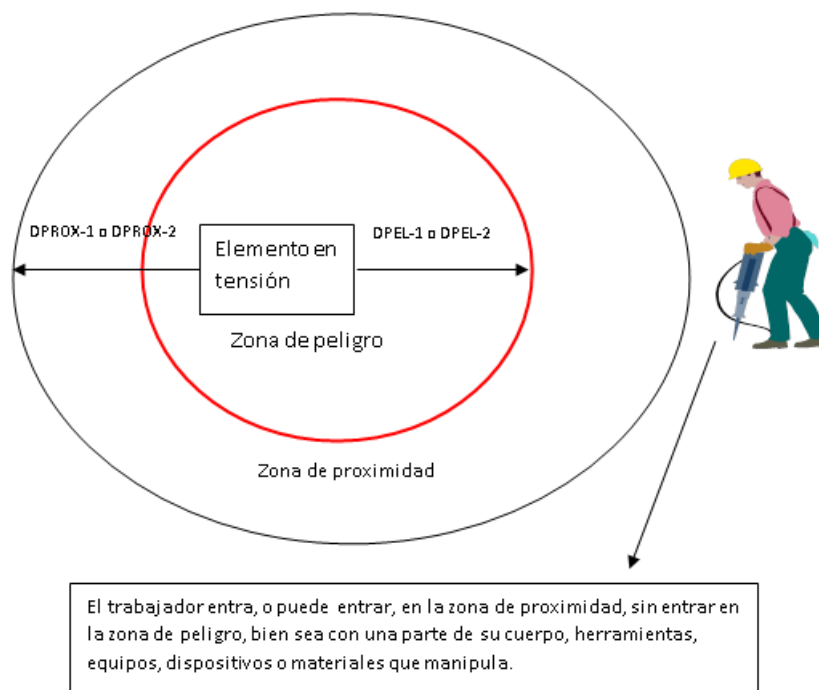 DPROX-1 o DPROX-2
DPEL-1 o DPEL-2
Elemento en
tensión
Zona de peligro
Zona de proximidad
El trabajador entra, o puede entrar, en la zona de proximidad, sin entrar en
la zona de peligro, bien sea con una parte de su cuerpo, herramientas,
equipos, dispositivos o materiales que manipula.